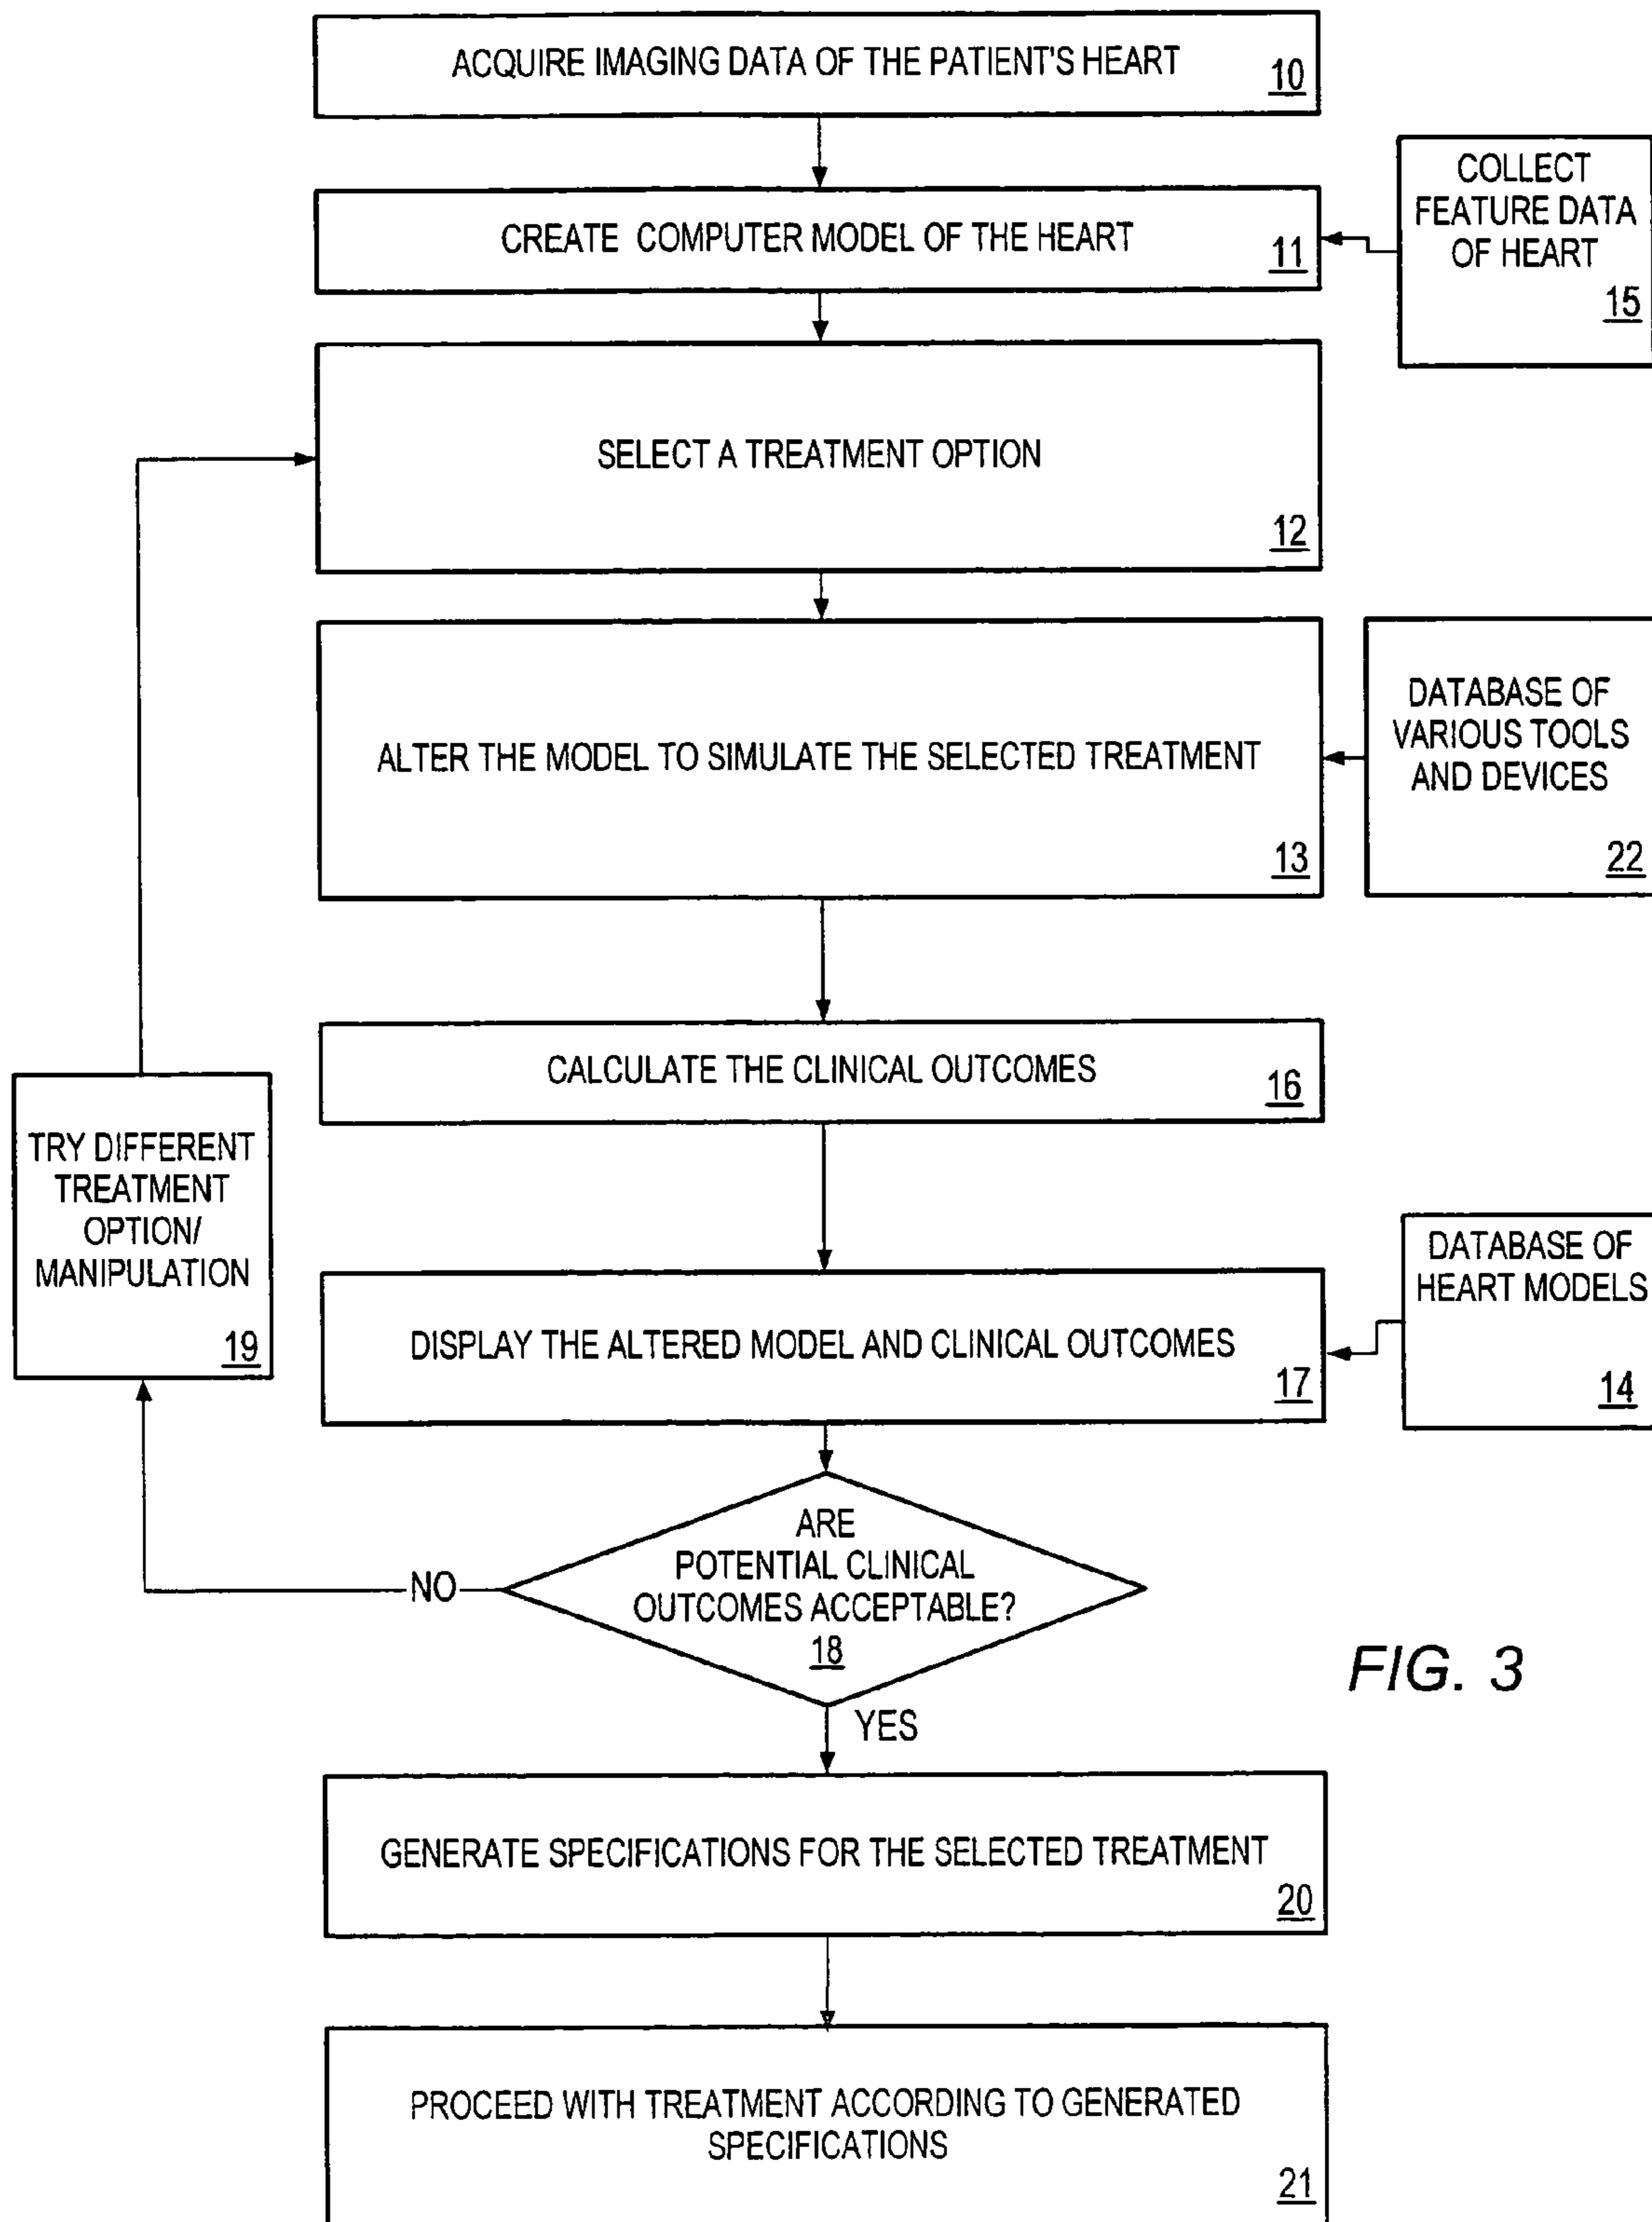 ACQUIRE IMAGING DATA OF THE PATIENT'S HEART
10
COLLECT
FEATURE DATA
OF HEART
15
CREATE COMPUTER MODEL OF THE HEART
11
SELECT A TREATMENT OPTION
12
ALTER THE MODEL TO SIMULATE THE SELECTED TREATMENT
13
DATABASE OF
VARIOUS TOOLS
AND DEVICES
22
CALCULATE THE CLINICAL OUTCOMES
16
TRY DIFFERENT
TREATMENT
OPTION/
MANIPULATION
19
DISPLAY THE ALTERED MODEL AND CLINICAL OUTCOMES
17
DATABASE OF
HEART MODELS
14
ARE
POTENTIAL CLINICAL
OUTCOMES ACCEPTABLE?
18
NO
YES
FIG. 3
GENERATE SPECIFICATIONS FOR THE SELECTED TREATMENT
20
PROCEED WITH TREATMENT ACCORDING TO GENERATED
SPECIFICATIONS
21